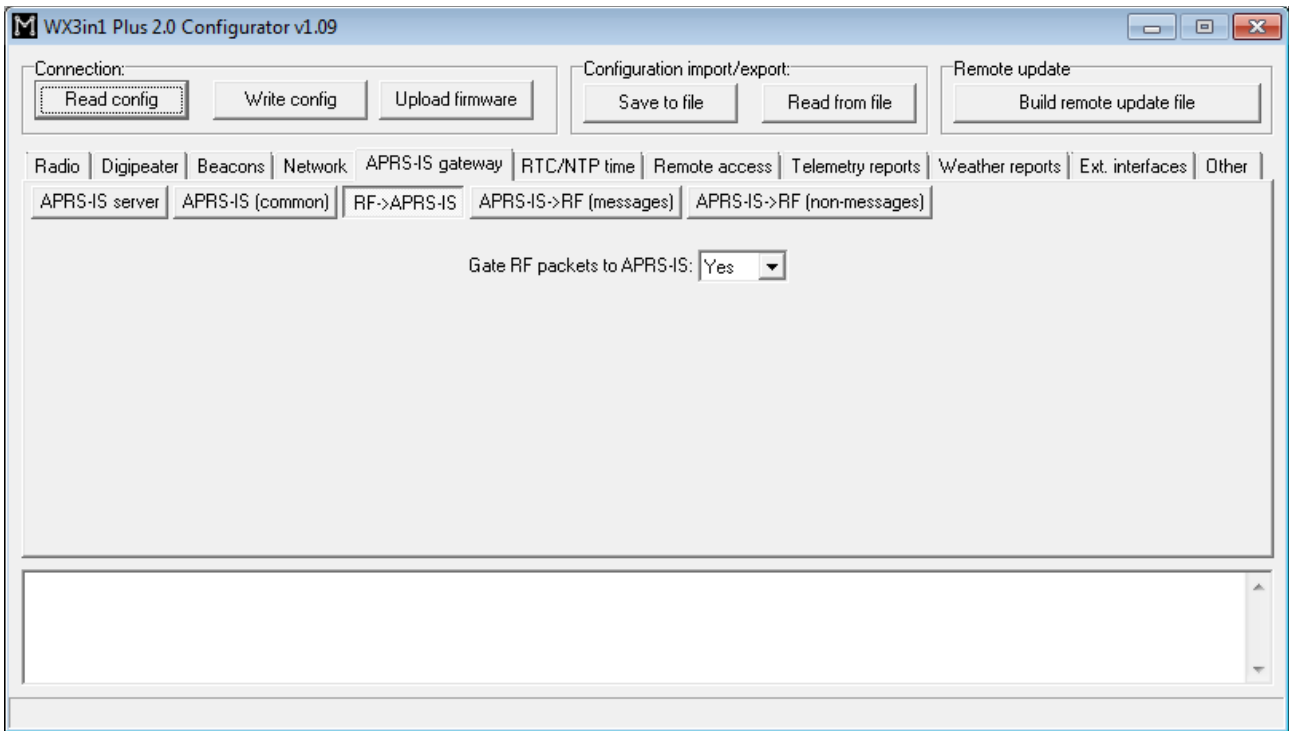 WX3in1 Plus 2.0 Configurator v1.09
Connection: Configuration import/export: Remote update
Read config Write config Upload firmware Save to file Read from file Build remote update file
Radio Digipeater Beacons Network APRS-IS gateway RTC/NTP time Remote access Telemetry reports Weather reports Ext. interfaces Other
APRS-IS server APRS-IS (common) RF->APRS-IS APRS-IS->RF (messages) APRS-IS->RF (non-messages)
Gate RF packets to APRS-IS: Yes